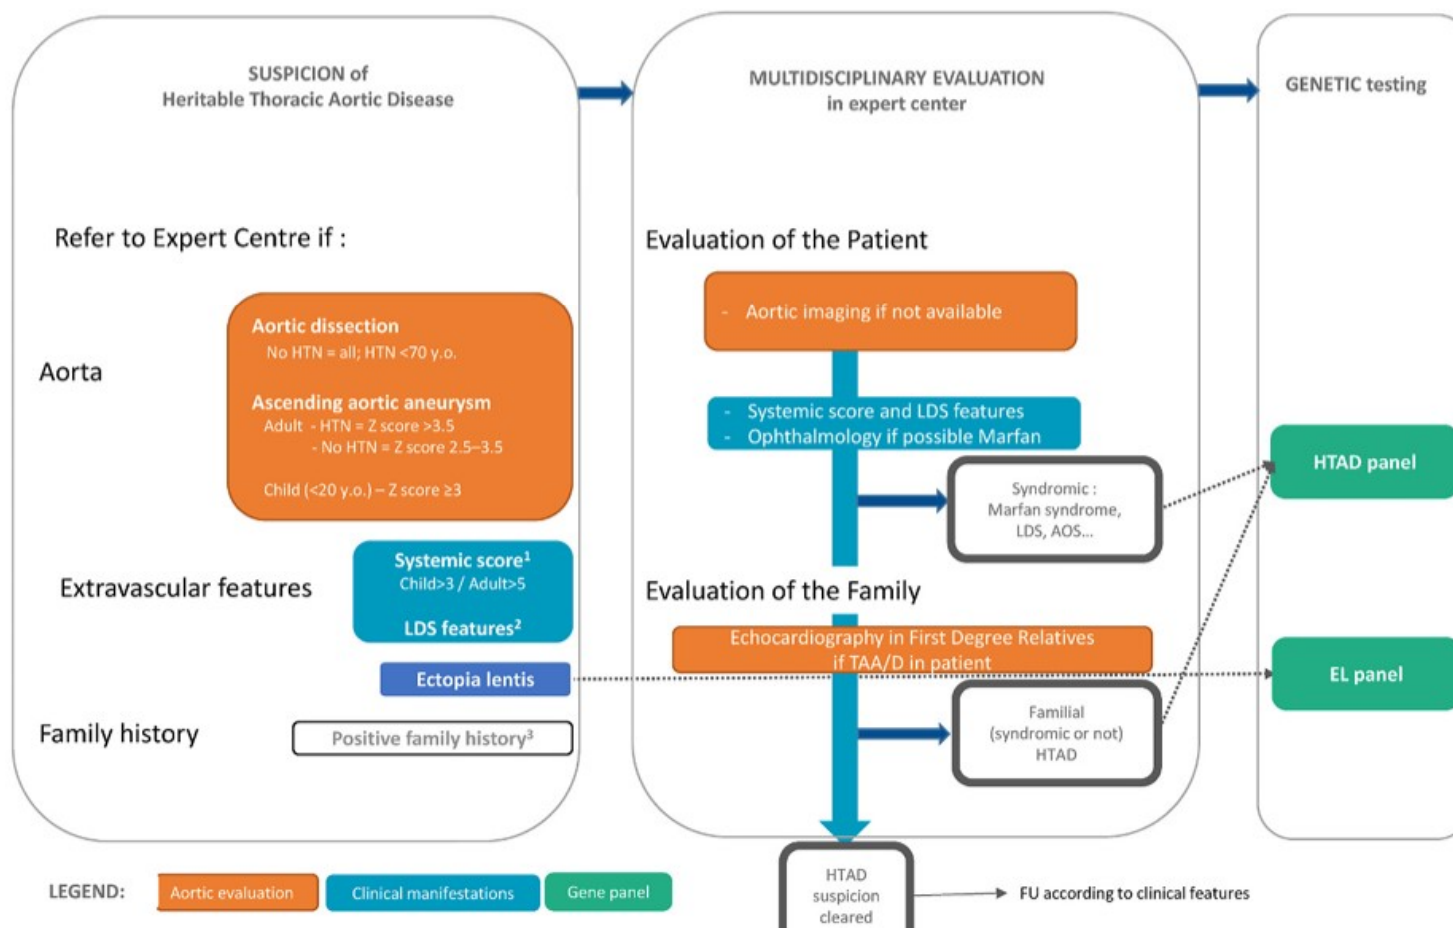 SUSPICION of
Heritable Thoracic Aortic Disease
Refer to Expert Centre if :
Aorta
Aortic dissection
No HTN = all; HTN <70 y.o.
Ascending aortic aneurysm
Adult - HTN = Z score >3.5
- No HTN = Z score 2.5–3.5
Child (<20 y.o.) – Z score ≥3
Extravascular features
Systemic score¹
Child>3 / Adult>5
LDS features²
Ectopia lentis
Family history
Positive family history³
MULTIDISCIPLINARY EVALUATION
in expert center
Evaluation of the Patient
- Aortic imaging if not available
- Systemic score and LDS features
- Ophthalmology if possible Marfan
Syndromic :
Marfan syndrome,
LDS, AOS...
Evaluation of the Family
Echocardiography in First Degree Relatives
if TAA/D in patient
Familial
(syndromic or not)
HTAD
HTAD
suspicion
cleared
FU according to clinical features
GENETIC testing
HTAD panel
EL panel
LEGEND:
Aortic evaluation
Clinical manifestations
Gene panel